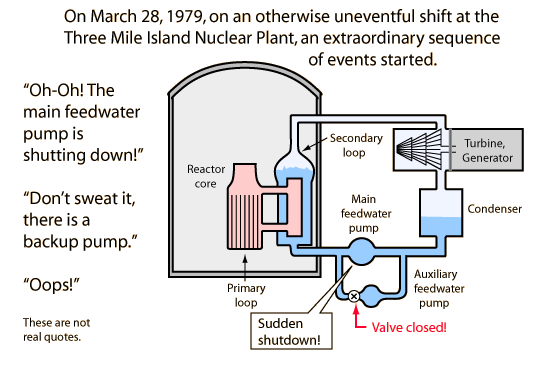 On March 28, 1979, on an otherwise uneventful shift at the
Three Mile Island Nuclear Plant, an extraordinary sequence
of events started.
“Oh-Oh! The
main feedwater
pump is
shutting down!”
“Don’t sweat it,
there is a
backup pump.”
“Oops!”
These are not
real quotes.
Reactor
core
Secondary
loop
Turbine,
Generator
Main
feedwater
pump
Condenser
Primary
loop
Auxiliary
feedwater
pump
Sudden
shutdown!
Valve closed!